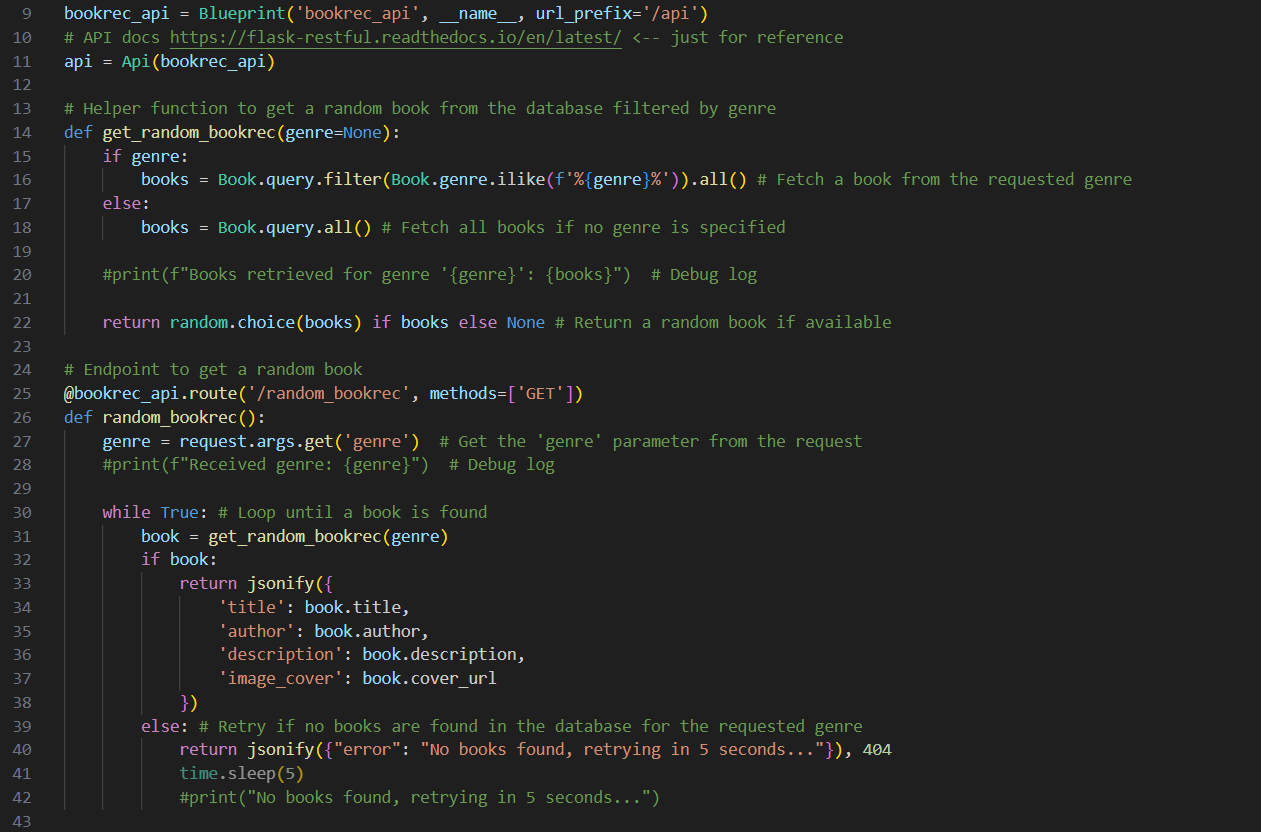 9 bookrec_api = Blueprint('bookrec_api', __name__, url_prefix='/api')
10 # API docs https://flask-restful.readthedocs.io/en/latest/ <-- just for reference
11 api = Api(bookrec_api)
12
13 # Helper function to get a random book from the database filtered by genre
14 def get_random_bookrec(genre=None):
15     if genre:
16         books = Book.query.filter(Book.genre.ilike(f'%{genre}%')).all() # Fetch a book from the requested genre
17     else:
18         books = Book.query.all() # Fetch all books if no genre is specified
19
20     #print(f"Books retrieved for genre '{genre}': {books}")  # Debug log
21
22     return random.choice(books) if books else None # Return a random book if available
23
24 # Endpoint to get a random book
25 @bookrec_api.route('/random_bookrec', methods=['GET'])
26 def random_bookrec():
27     genre = request.args.get('genre')  # Get the 'genre' parameter from the request
28     #print(f"Received genre: {genre}")  # Debug log
29
30     while True: # Loop until a book is found
31         book = get_random_bookrec(genre)
32         if book:
33             return jsonify({
34                 'title': book.title,
35                 'author': book.author,
36                 'description': book.description,
37                 'image_cover': book.cover_url
38             })
39         else: # Retry if no books are found in the database for the requested genre
40             return jsonify({"error": "No books found, retrying in 5 seconds..."}), 404
41             time.sleep(5)
42             #print("No books found, retrying in 5 seconds...")
43